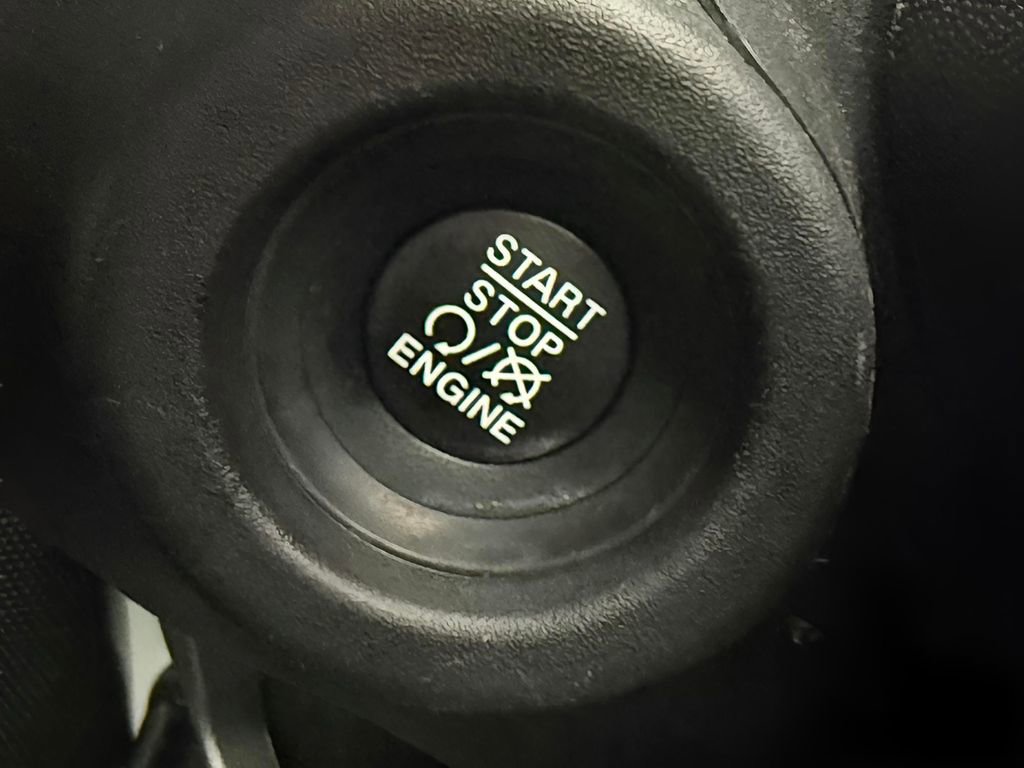 START
STOP
/
ENGINE